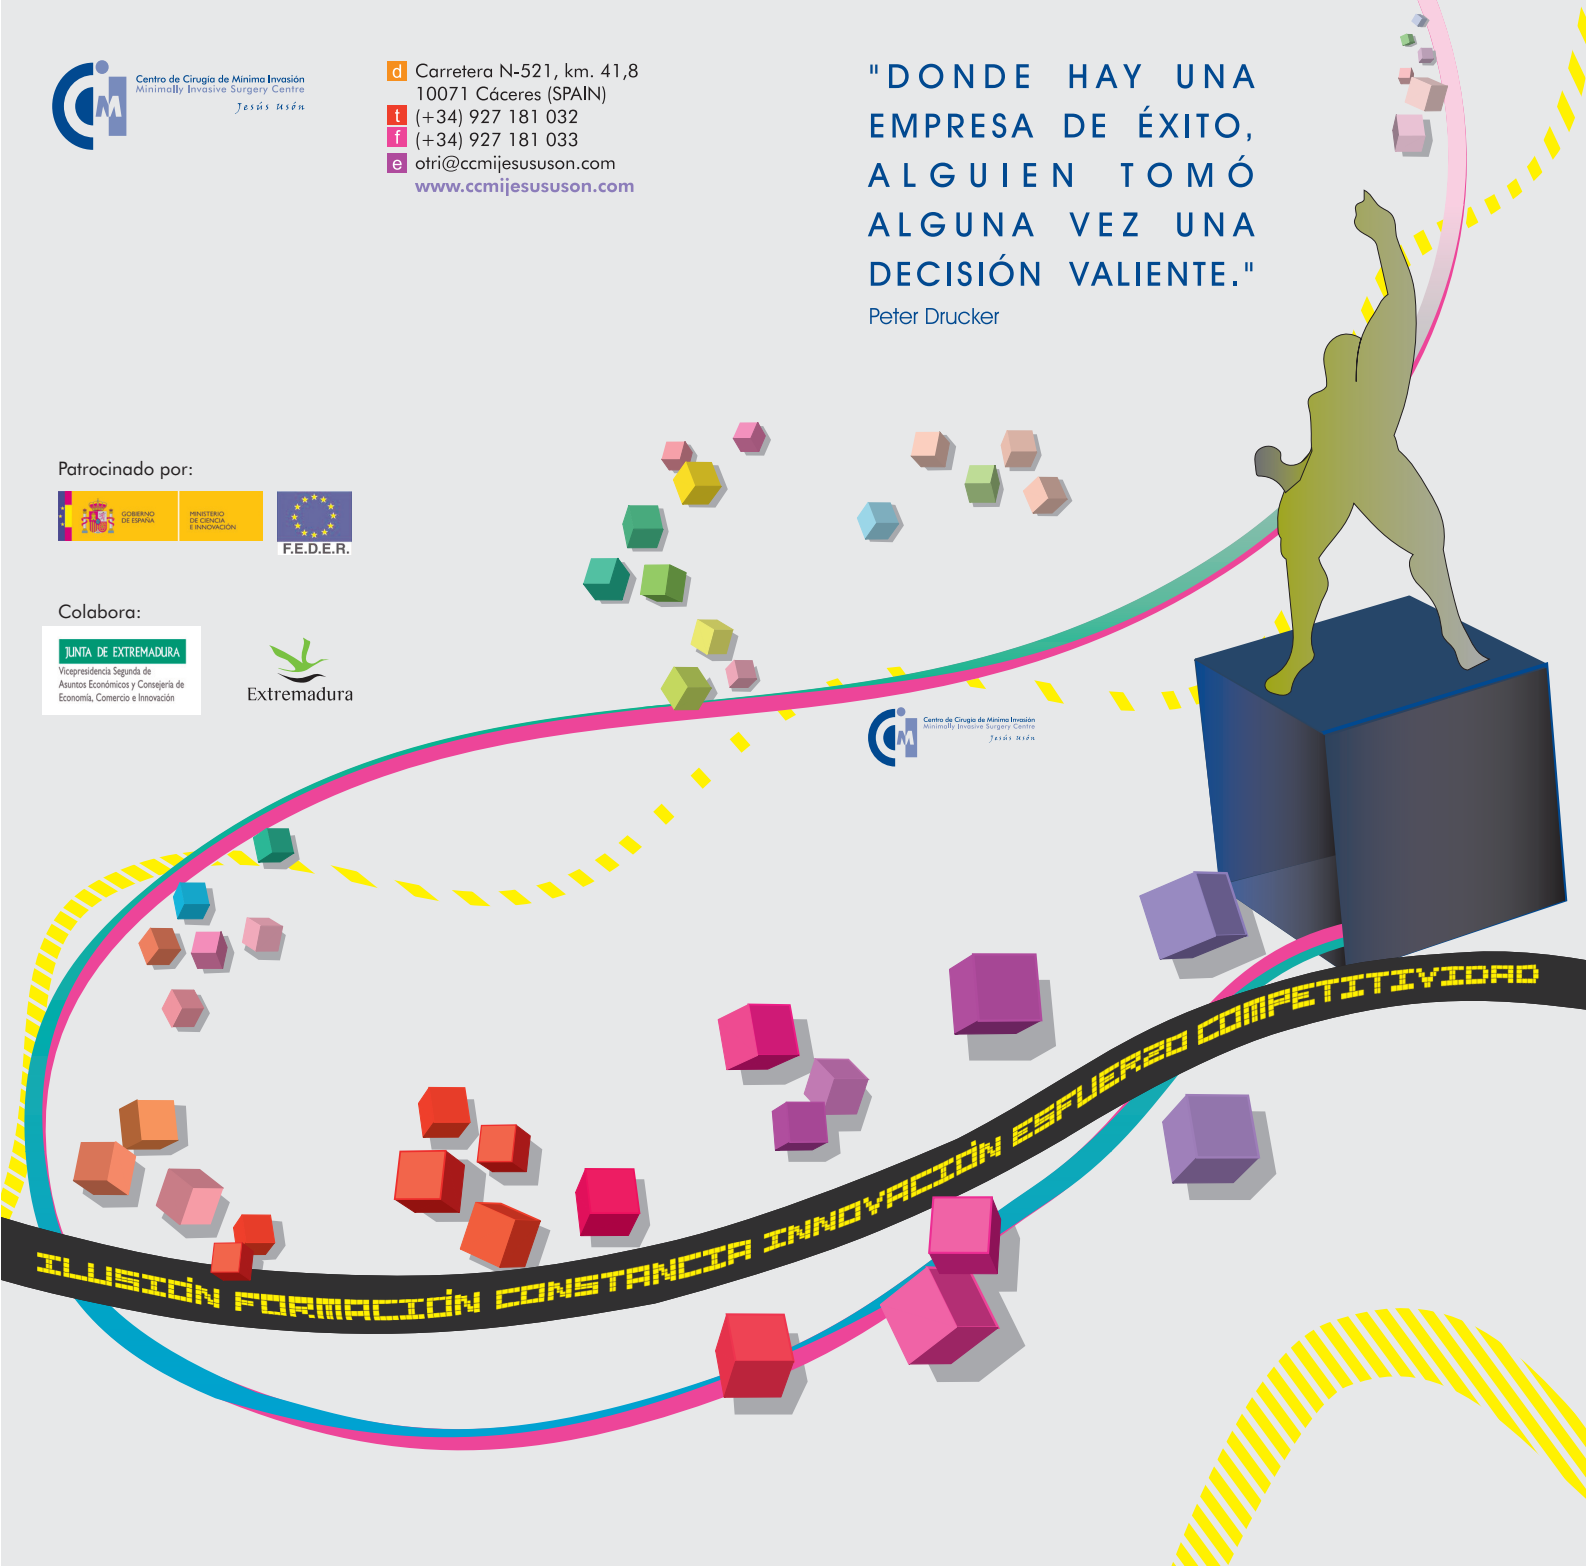 Centro de Cirugía de Mínima Invasión
Minimally Invasive Surgery Centre
Jesús Usón
d Carretera N-521, km. 41,8
10071 Cáceres (SPAIN)
t (+34) 927 181 032
f (+34) 927 181 033
e otri@ccmijesususon.com
www.ccmijesususon.com
"DONDE HAY UNA
EMPRESA DE ÉXITO,
ALGUIEN TOMÓ
ALGUNA VEZ UNA
DECISIÓN VALIENTE."
Peter Drucker
Patrocinado por:
GOBIERNO
DE ESPAÑA
MINISTERIO
DE CIENCIA
E INNOVACIÓN
F.E.D.E.R.
Colabora:
JUNTA DE EXTREMADURA
Vicepresidencia Segunda de
Asuntos Económicos y Consejería de
Economía, Comercio e Innovación
Extremadura
Centro de Cirugía de Mínima Invasión
Minimally Invasive Surgery Centre
Jesús Usón
ILUSIÓN FORMACIÓN CONSTANCIA INNOVACIÓN ESFUERZO COMPETITIVIDAD